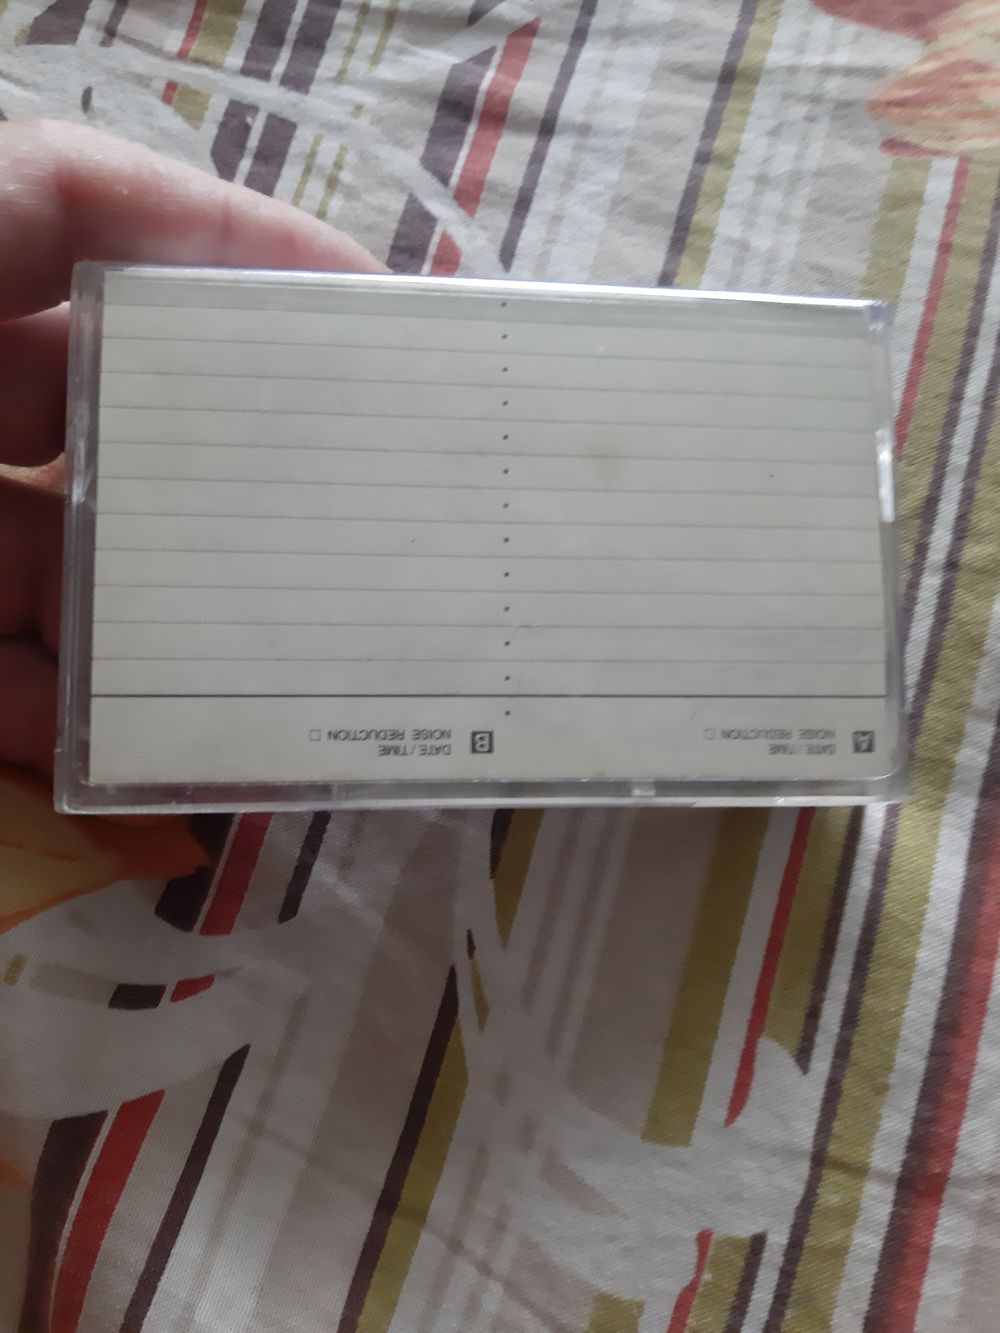 A DATE / TIME
NOISE REDUCTION □
B DATE / TIME
NOISE REDUCTION □